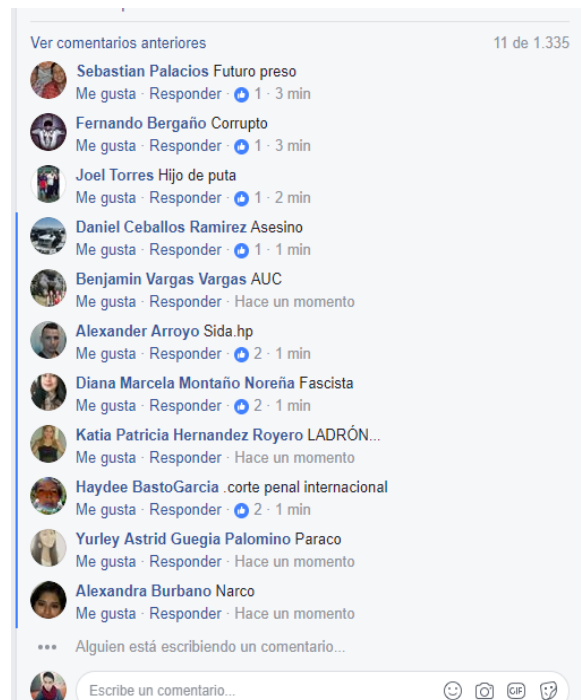 Ver comentarios anteriores 11 de 1.335
Sebastian Palacios Futuro preso
Me gusta · Responder · 1 · 3 min
Fernando Bergaño Corrupto
Me gusta · Responder · 1 · 3 min
Joel Torres Hijo de puta
Me gusta · Responder · 1 · 2 min
Daniel Ceballos Ramirez Asesino
Me gusta · Responder · 1 · 1 min
Benjamin Vargas Vargas AUC
Me gusta · Responder · Hace un momento
Alexander Arroyo Sida.hp
Me gusta · Responder · 2 · 1 min
Diana Marcela Montaño Noreña Fascista
Me gusta · Responder · 2 · 1 min
Katia Patricia Hernandez Royero LADRÓN...
Me gusta · Responder · Hace un momento
Haydee BastoGarcia .corte penal internacional
Me gusta · Responder · 2 · 1 min
Yurley Astrid Guegia Palomino Paraco
Me gusta · Responder · Hace un momento
Alexandra Burbano Narco
Me gusta · Responder · Hace un momento
Alguien está escribiendo un comentario...
Escribe un comentario... GIF